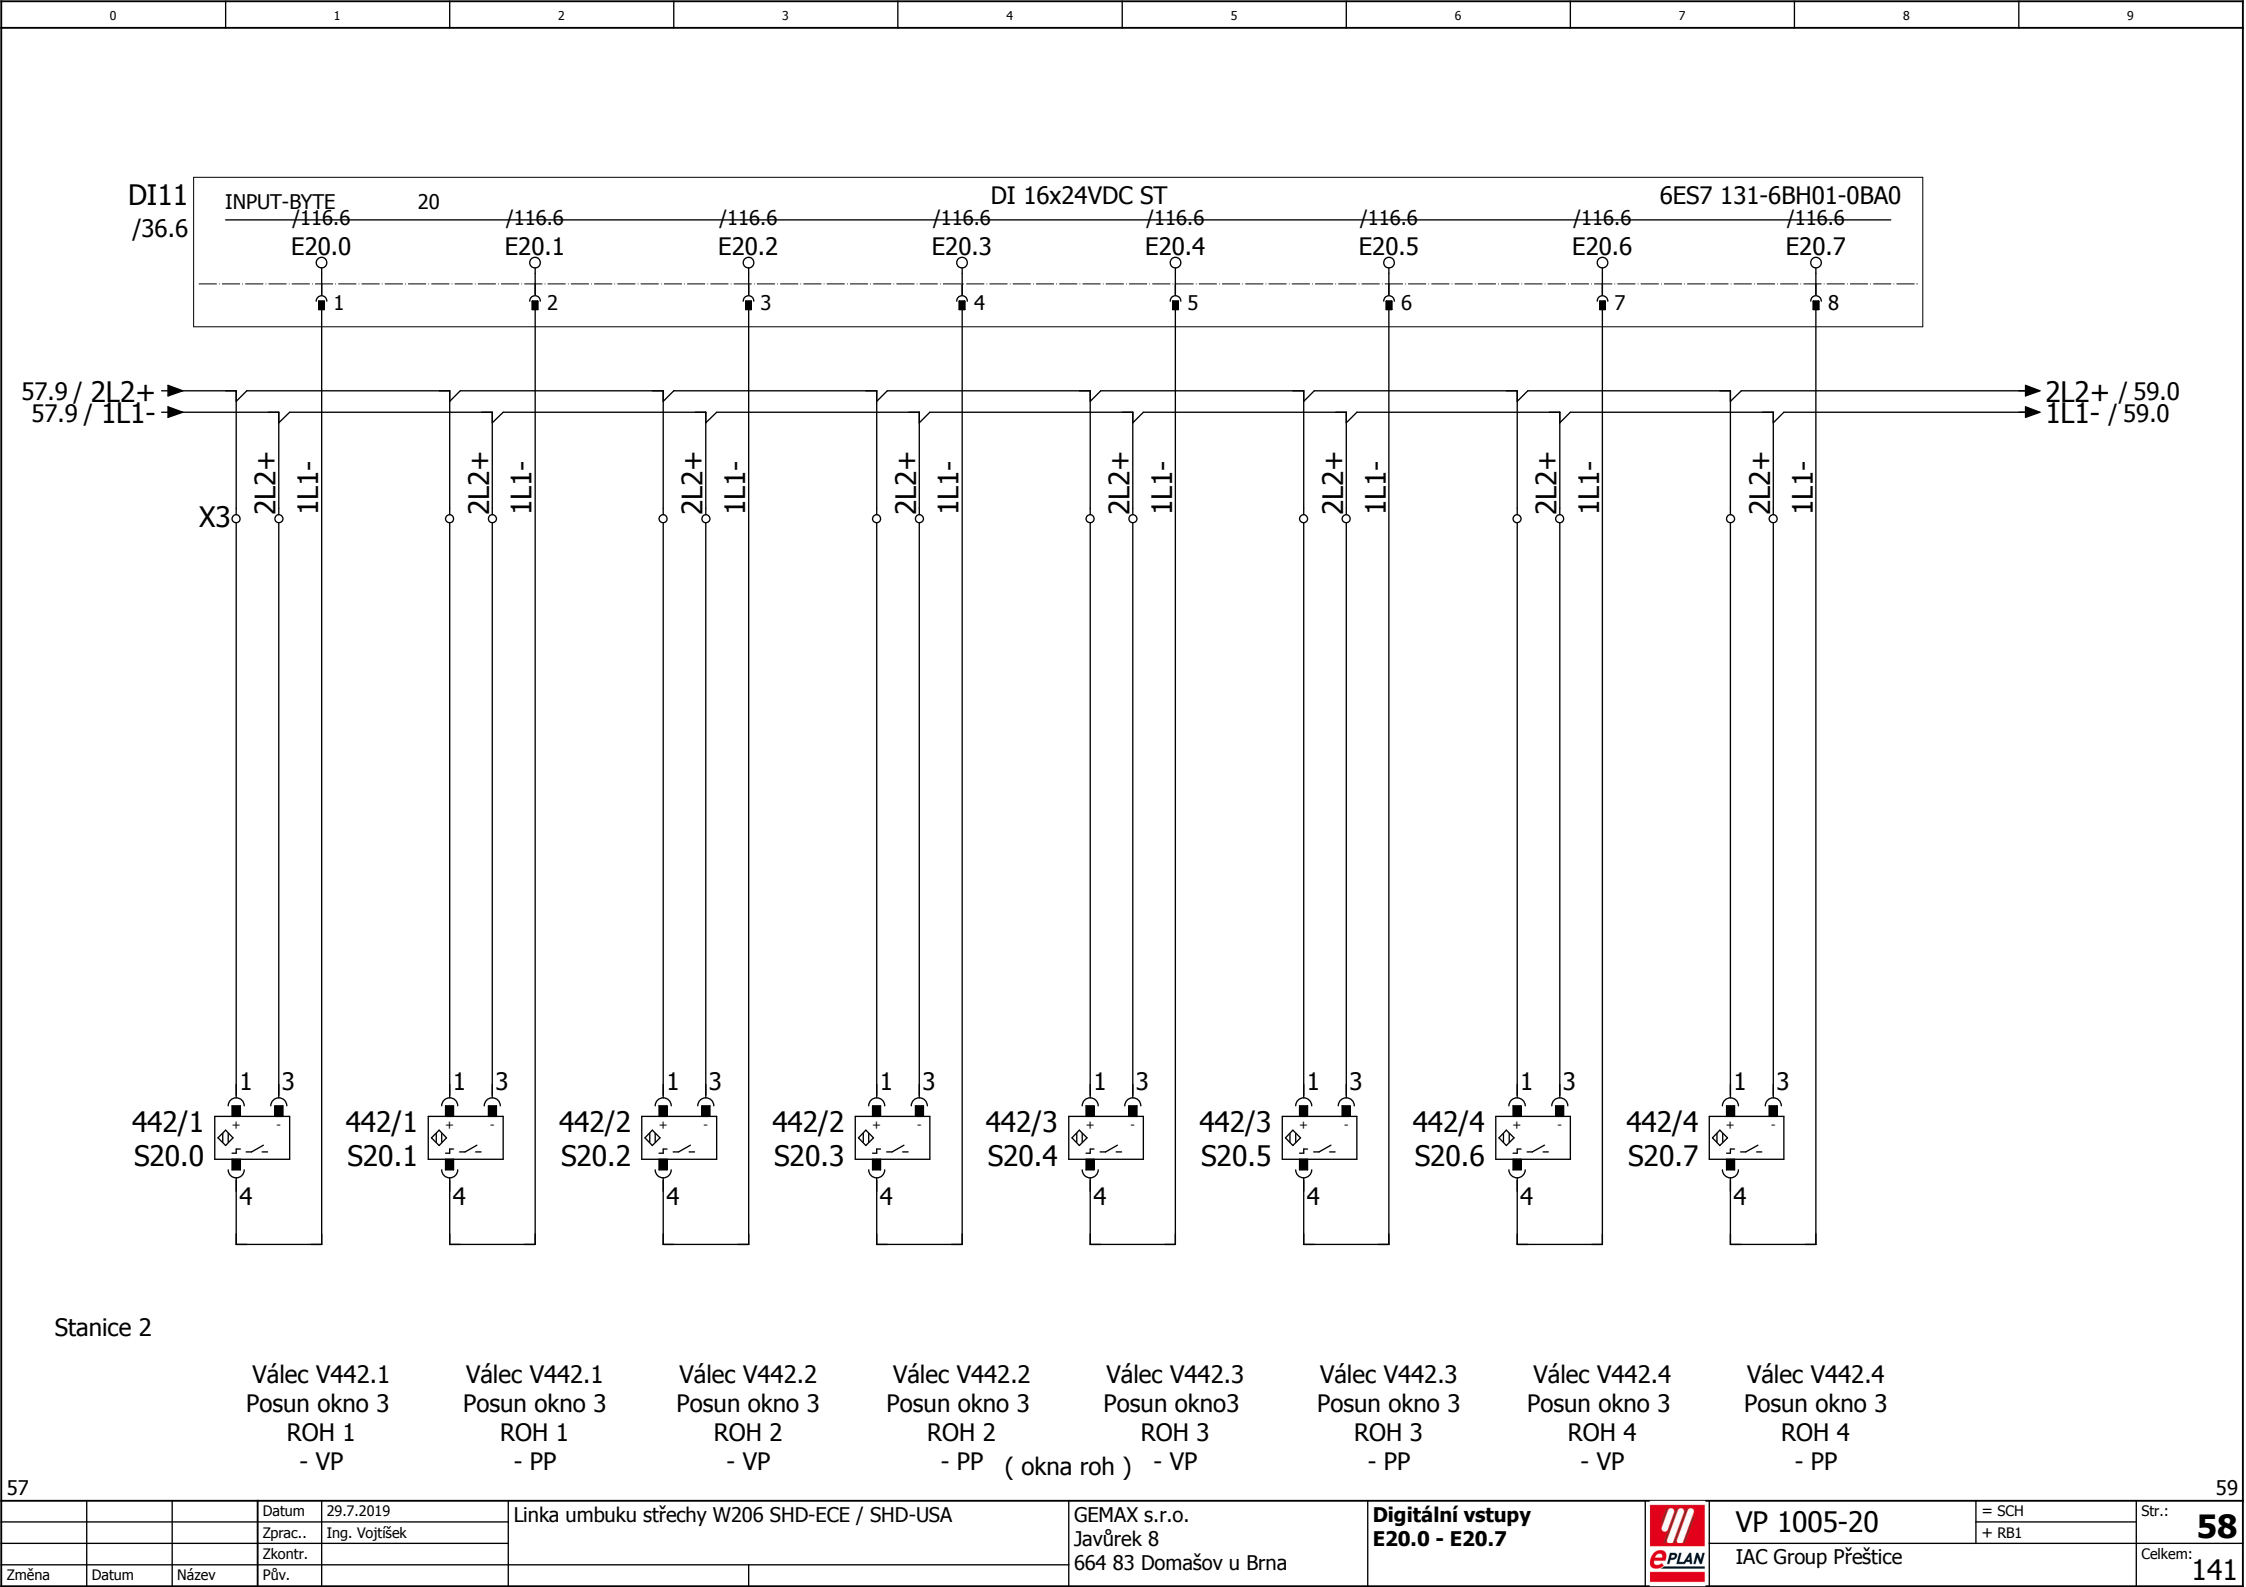 0 1 2 3 4 5 6 7 8 9
DI11 INPUT-BYTE 20 DI 16x24VDC ST 6ES7 131-6BH01-0BA0
/36.6 /116.6 /116.6 /116.6 /116.6 /116.6 /116.6 /116.6 /116.6
E20.0 E20.1 E20.2 E20.3 E20.4 E20.5 E20.6 E20.7
1 2 3 4 5 6 7 8
57.9 / 2L2+ 2L2+ / 59.0
57.9 / 1L1- 1L1- / 59.0
2L2+ 1L1- 2L2+ 1L1- 2L2+ 1L1- 2L2+ 1L1- 2L2+ 1L1- 2L2+ 1L1- 2L2+ 1L1- 2L2+ 1L1-
X3
1 3 1 3 1 3 1 3 1 3 1 3 1 3 1 3
442/1 + - 442/1 + - 442/2 + - 442/2 + - 442/3 + - 442/3 + - 442/4 + - 442/4 + -
S20.0 S20.1 S20.2 S20.3 S20.4 S20.5 S20.6 S20.7
4 4 4 4 4 4 4 4
Stanice 2
Válec V442.1 Válec V442.1 Válec V442.2 Válec V442.2 Válec V442.3 Válec V442.3 Válec V442.4 Válec V442.4
Posun okno 3 Posun okno 3 Posun okno 3 Posun okno 3 Posun okno3 Posun okno 3 Posun okno 3 Posun okno 3
ROH 1 ROH 1 ROH 2 ROH 2 ROH 3 ROH 3 ROH 4 ROH 4
- VP - PP - VP - PP ( okna roh ) - VP - PP - VP - PP
57 59
Datum 29.7.2019 Linka umbuku střechy W206 SHD-ECE / SHD-USA GEMAX s.r.o. Digitální vstupy VP 1005-20 = SCH Str.: 58
Zprac.. Ing. Vojtíšek Javůrek 8 E20.0 - E20.7 + RB1
Zkontr. 664 83 Domašov u Brna ePLAN IAC Group Přeštice Celkem: 141
Změna Datum Název Pův.